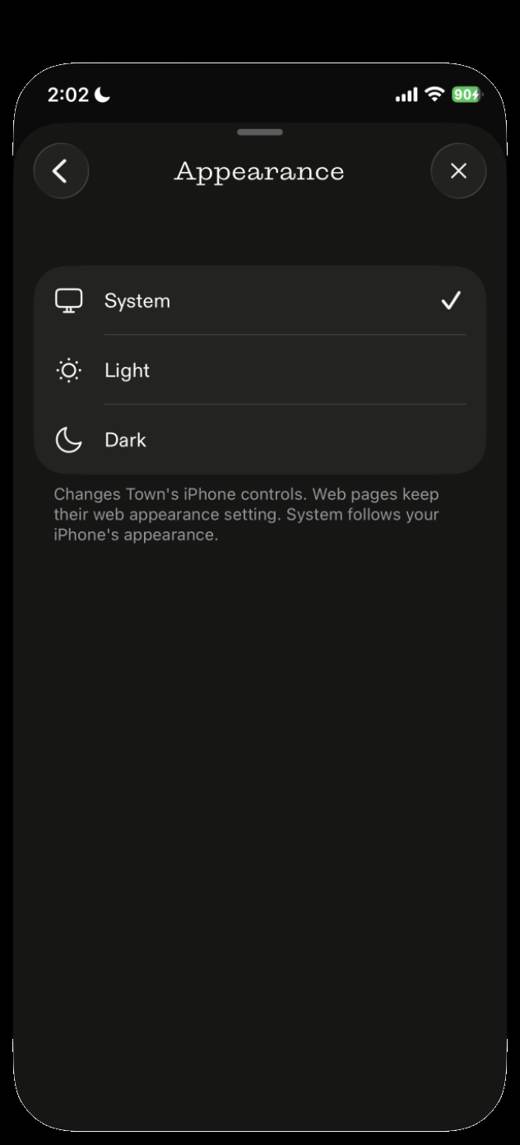 2:02
90
Appearance
System
Light
Dark
Changes Town's iPhone controls. Web pages keep
their web appearance setting. System follows your
iPhone's appearance.